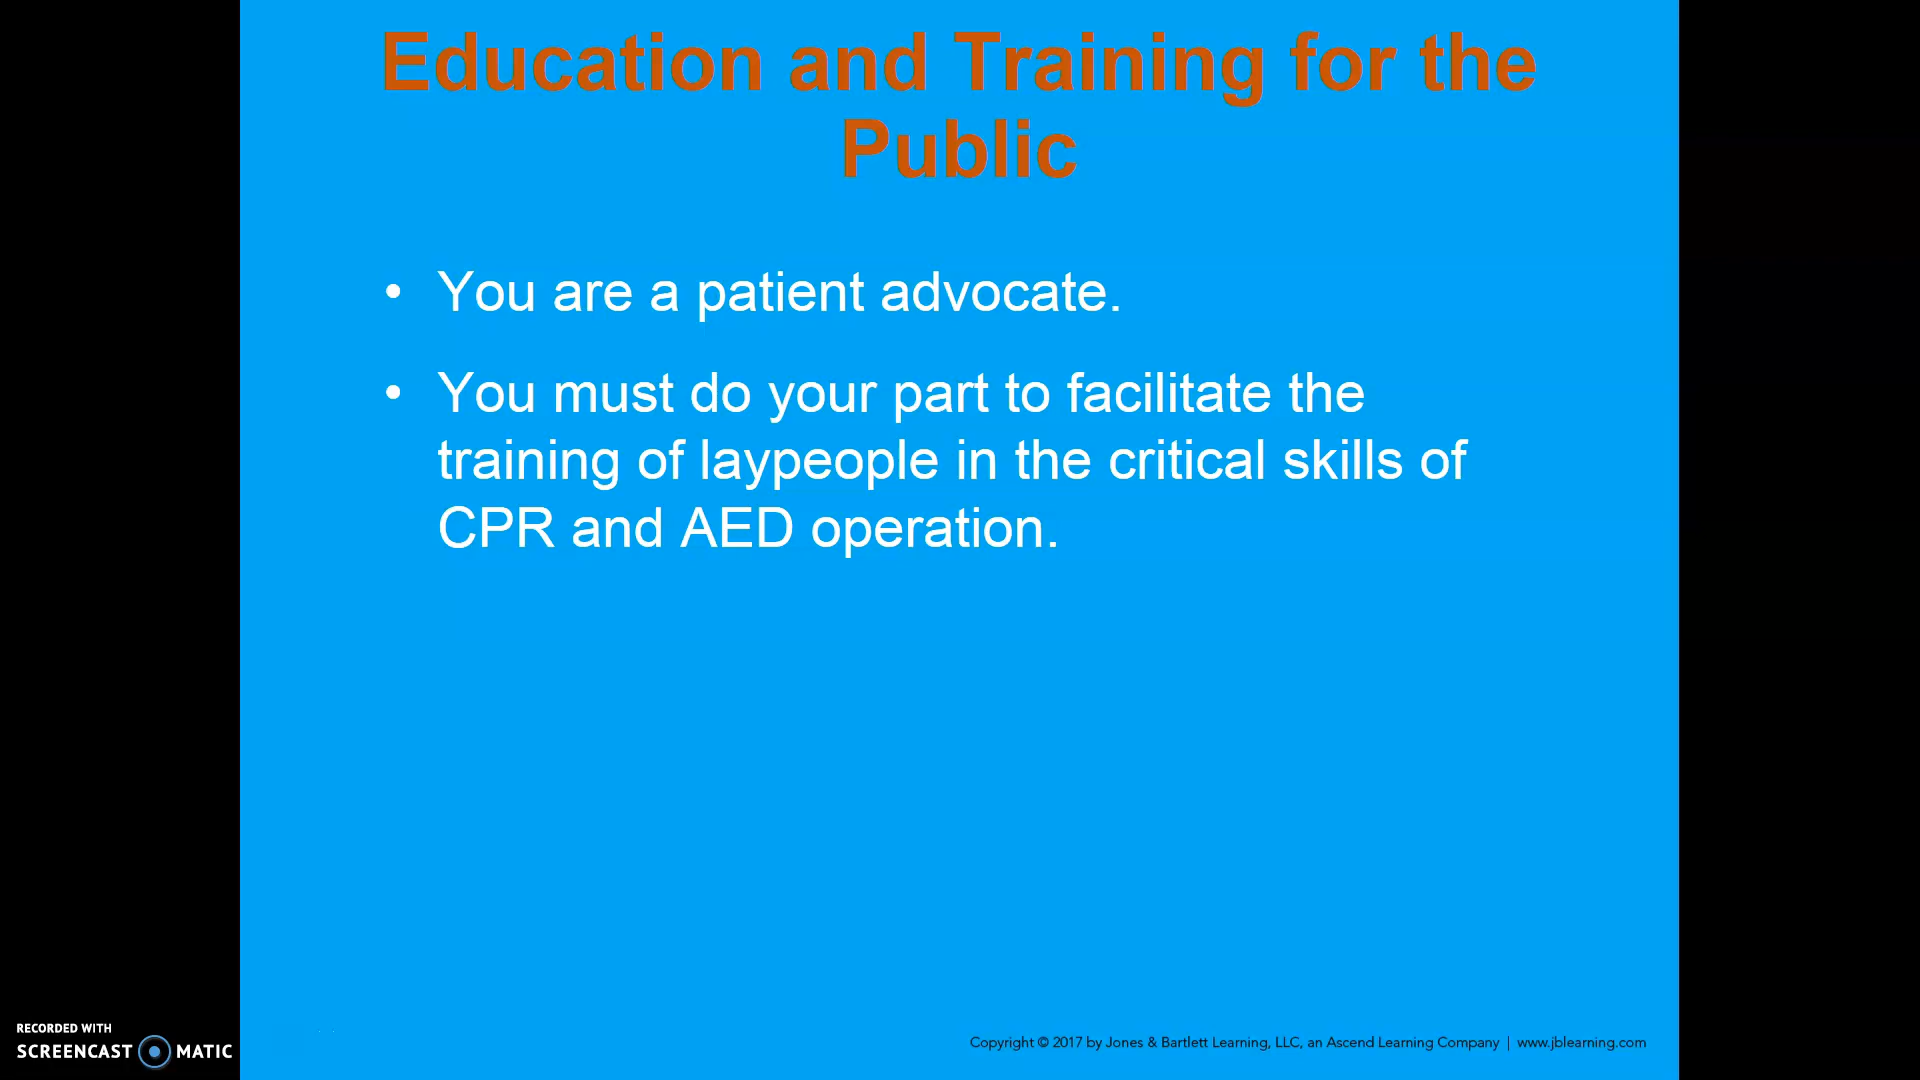 Education and Training for the
Public
• You are a patient advocate.
• You must do your part to facilitate the
training of laypeople in the critical skills of
CPR and AED operation.
RECORDED WITH
SCREENCAST MATIC
Copyright © 2017 by Jones & Bartlett Learning, LLC, an Ascend Learning Company | www.jblearning.com